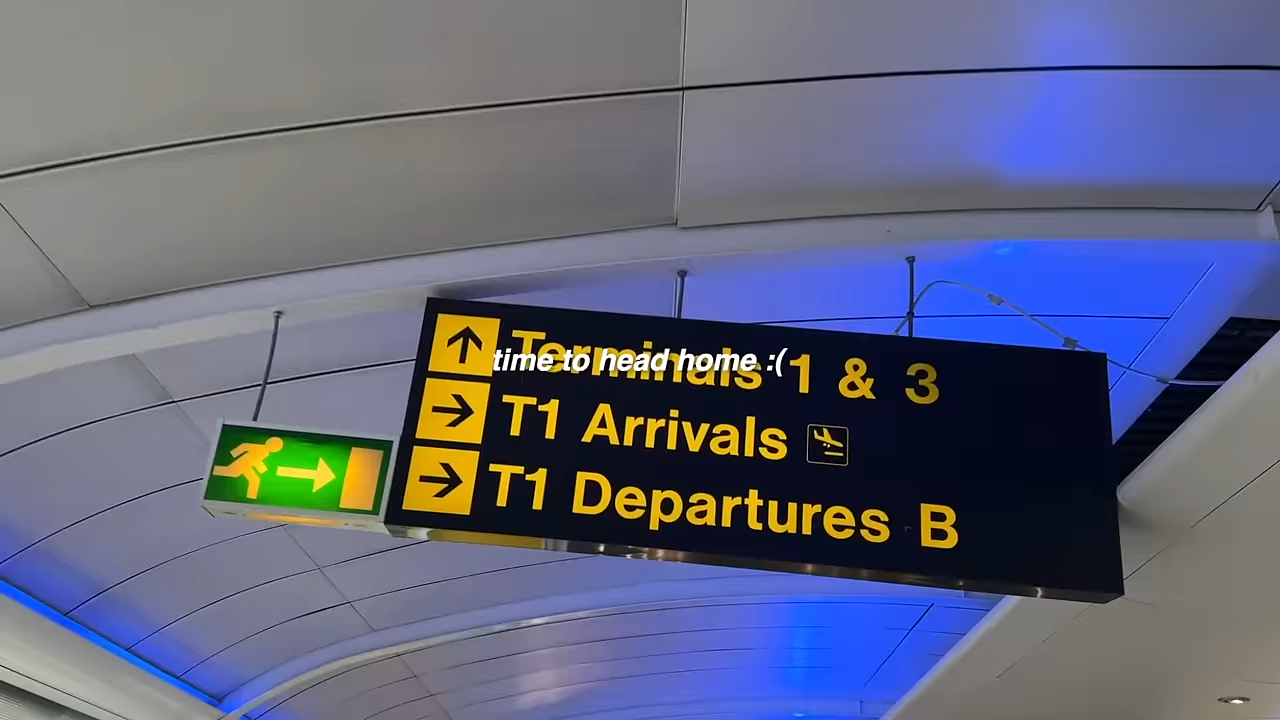 Terminals 1 & 3
time to head home :(
T1 Arrivals
T1 Departures B